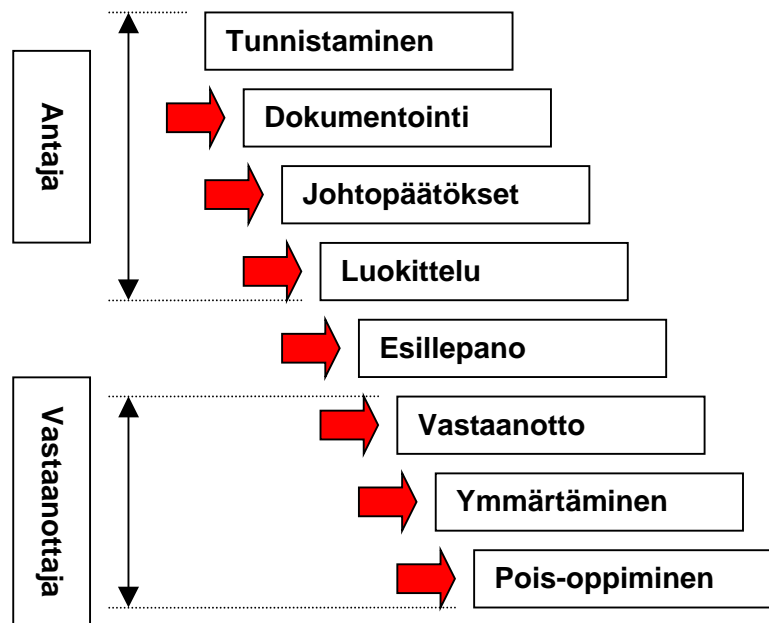 Tunnistaminen
Antaja
Dokumentointi
Johtopäätökset
Luokittelu
Esillepano
Vastaanottaja
Vastaanotto
Ymmärtäminen
Pois-oppiminen